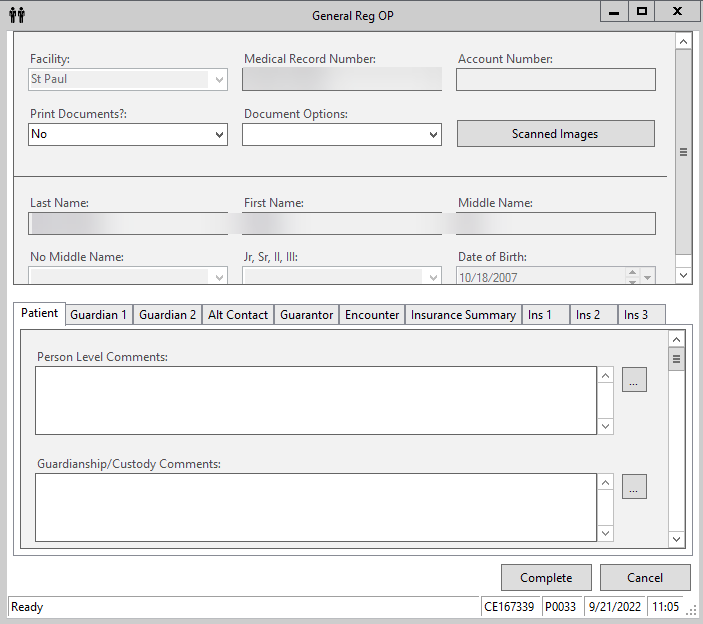 General Reg OP
Facility: Medical Record Number: Account Number:
St Paul
Print Documents?: Document Options:
No Scanned Images
Last Name: First Name: Middle Name:
No Middle Name: Jr, Sr, II, III: Date of Birth:
10/18/2007
Patient Guardian 1 Guardian 2 Alt Contact Guarantor Encounter Insurance Summary Ins 1 Ins 2 Ins 3
Person Level Comments:
...
Guardianship/Custody Comments:
...
Complete Cancel
Ready CE167339 P0033 9/21/2022 11:05